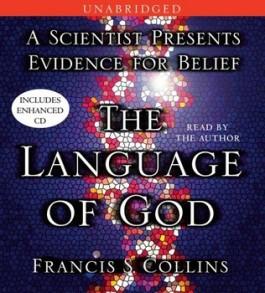 UNABRIDGED
A SCIENTIST PRESENTS
EVIDENCE FOR BELIEF
INCLUDES
ENHANCED
CD
THE
READ BY
THE AUTHOR
LANGUAGE
OF GOD
FRANCIS S. COLLINS